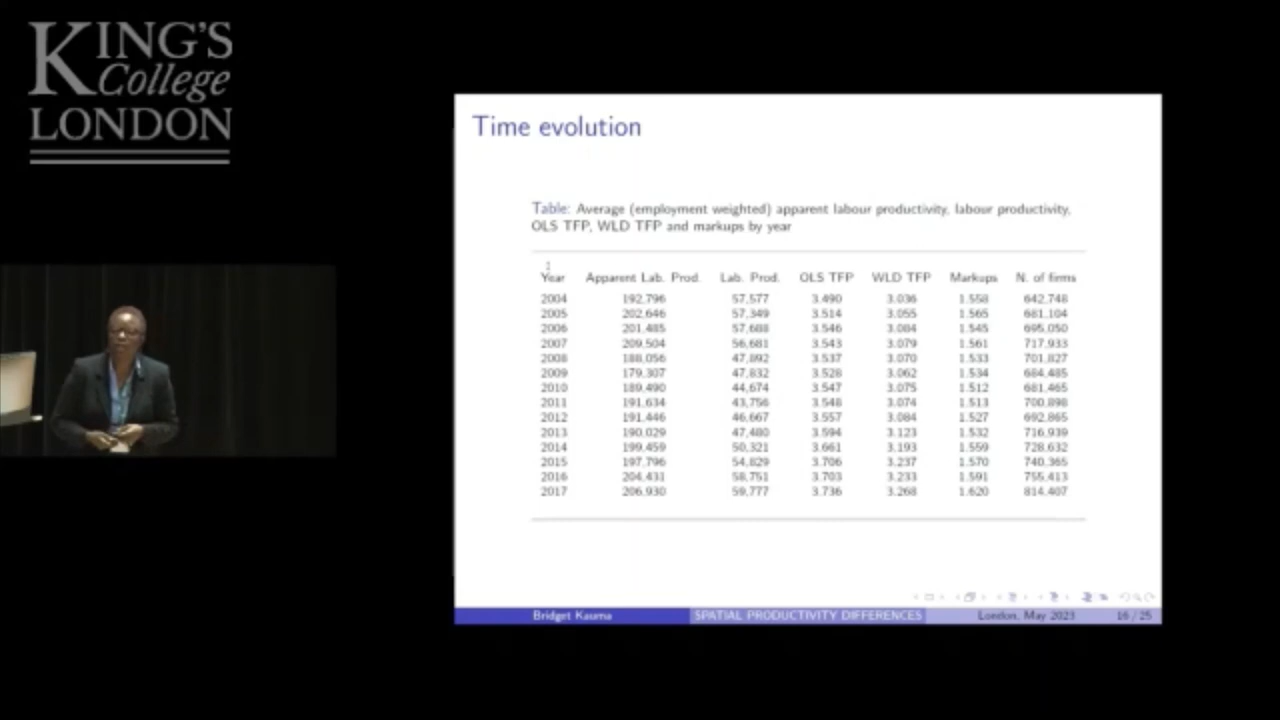 KING'S
College
LONDON
Time evolution
Table: Average (employment weighted) apparent labour productivity, labour productivity,
OLS TFP, WLD TFP and markups by year
Year Apparent Lab. Prod. Lab. Prod. OLS TFP WLD TFP Markups N. of firms
2004 192,796 57,577 3.490 3.036 1.558 642,748
2005 202,646 57,349 3.514 3.055 1.565 681,104
2006 201,485 57,688 3.546 3.084 1.545 695,050
2007 209,504 56,681 3.543 3.079 1.561 717,933
2008 188,056 47,892 3.537 3.070 1.533 701,827
2009 179,307 47,832 3.528 3.062 1.534 684,485
2010 189,490 44,674 3.547 3.075 1.512 681,465
2011 191,634 43,756 3.548 3.074 1.513 700,898
2012 191,446 46,667 3.557 3.084 1.527 692,865
2013 190,029 47,480 3.594 3.123 1.532 716,939
2014 199,459 50,321 3.661 3.193 1.559 728,632
2015 197,796 54,829 3.706 3.237 1.570 740,365
2016 204,431 58,751 3.703 3.233 1.591 755,413
2017 206,930 59,777 3.736 3.268 1.620 814,407
Bridget Kauma SPATIAL PRODUCTIVITY DIFFERENCES London, May 2023 16 / 25